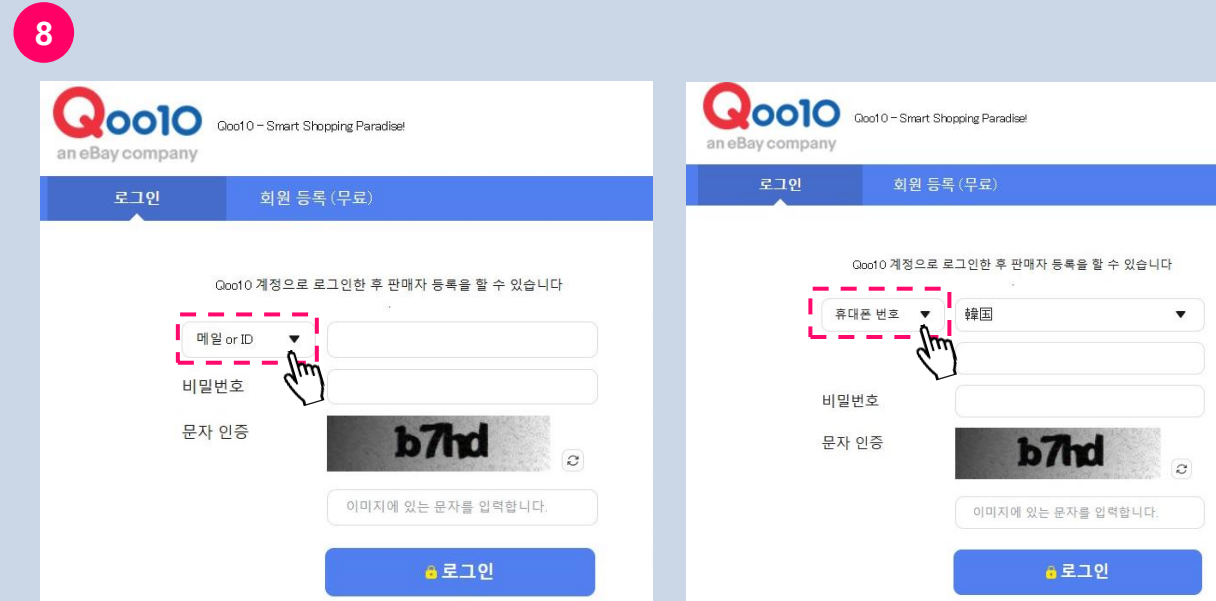 8
Qoo10
an eBay company
Qoo10 – Smart Shopping Paradise!
로그인
회원 등록 (무료)
Qoo10 계정으로 로그인한 후 판매자 등록을 할 수 있습니다
.
메일 or ID ▼
비밀번호
문자 인증
b7hd
이미지에 있는 문자를 입력합니다.
로그인
Qoo10
an eBay company
Qoo10 – Smart Shopping Paradise!
로그인
회원 등록 (무료)
Qoo10 계정으로 로그인한 후 판매자 등록을 할 수 있습니다
.
휴대폰 번호 ▼
韓国 ▼
비밀번호
문자 인증
b7hd
이미지에 있는 문자를 입력합니다.
로그인